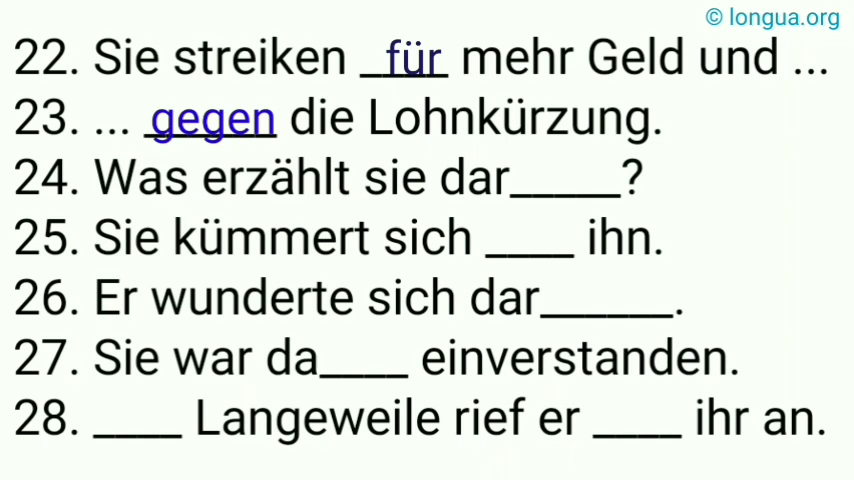 © longua.org
22. Sie streiken _für_ mehr Geld und ...
23. ... gegen die Lohnkürzung.
24. Was erzählt sie dar_____?
25. Sie kümmert sich ____ ihn.
26. Er wunderte sich dar______.
27. Sie war da____ einverstanden.
28. ____ Langeweile rief er ____ ihr an.